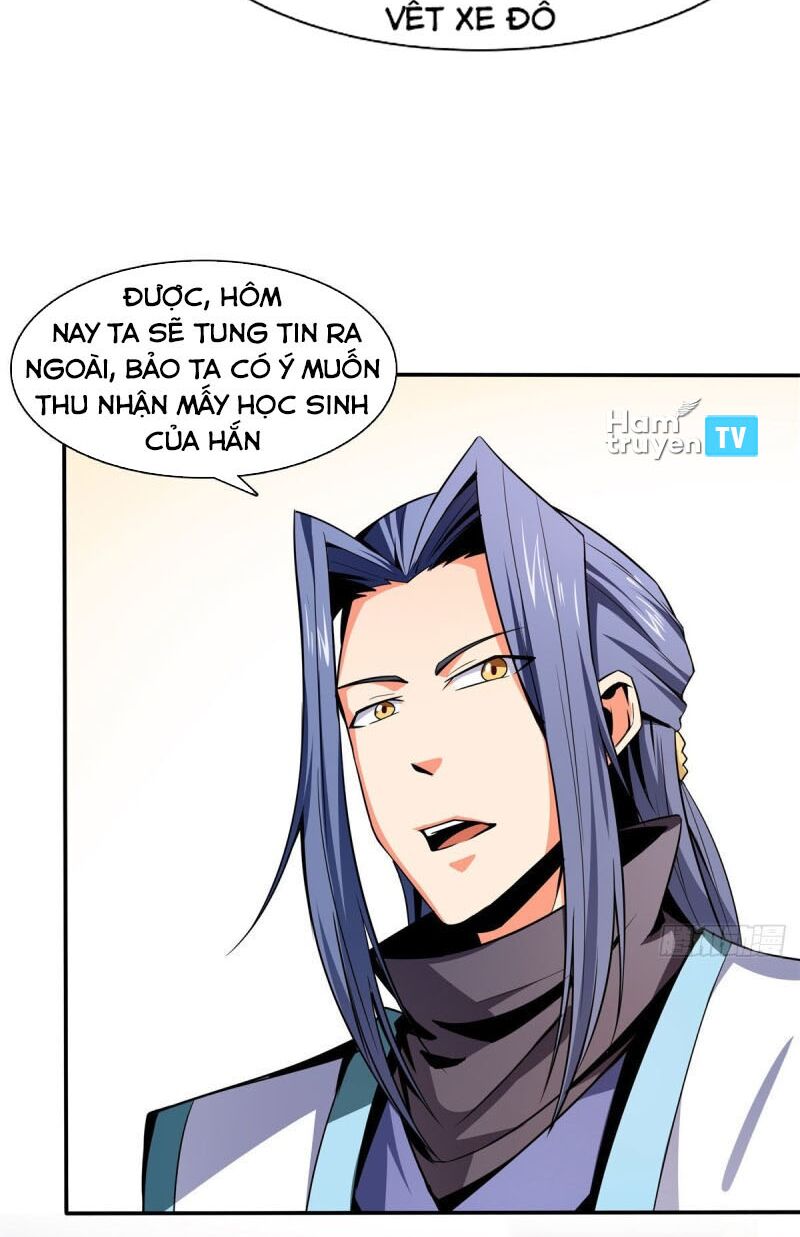 VẾT XE ĐỔ
ĐƯỢC, HÔM
NAY TA SẼ TUNG TIN RA
NGOÀI, BẢO TA CÓ Ý MUỐN
THU NHẬN MẤY HỌC SINH
CỦA HẮN
Ham
truyen TV